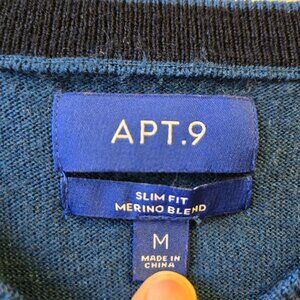 APT.9
SLIM FIT
MERINO BLEND
M
MADE IN
CHINA